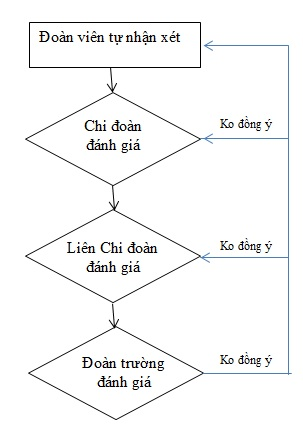 Đoàn viên tự nhận xét
Chi đoàn
đánh giá
Ko đồng ý
Liên Chi đoàn
đánh giá
Ko đồng ý
Đoàn trường
đánh giá
Ko đồng ý